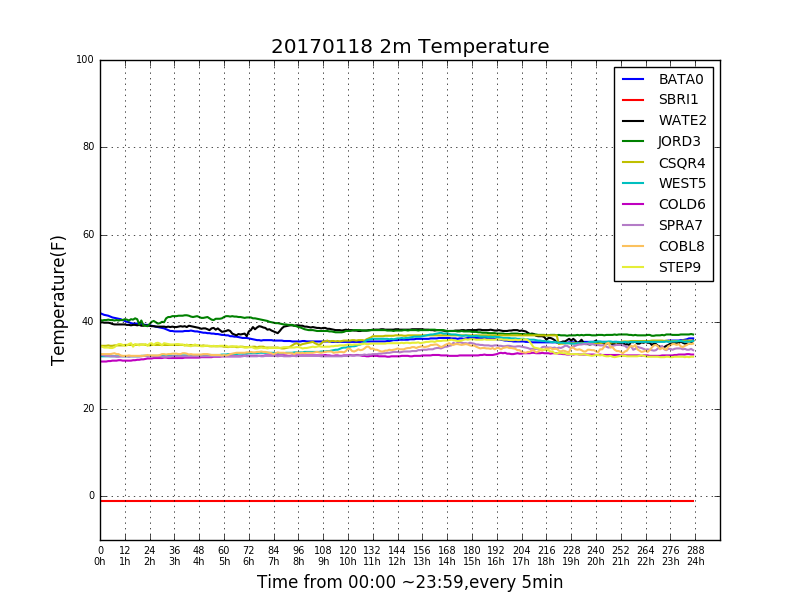 20170118 2m Temperature
100
80
60
40
20
0
Temperature(F)
BATA0
SBRI1
WATE2
JORD3
CSQR4
WEST5
COLD6
SPRA7
COBL8
STEP9
0 12 24 36 48 60 72 84 96 108 120 132 144 156 168 180 192 204 216 228 240 252 264 276 288
0h 1h 2h 3h 4h 5h 6h 7h 8h 9h 10h 11h 12h 13h 14h 15h 16h 17h 18h 19h 20h 21h 22h 23h 24h
Time from 00:00 ~23:59,every 5min